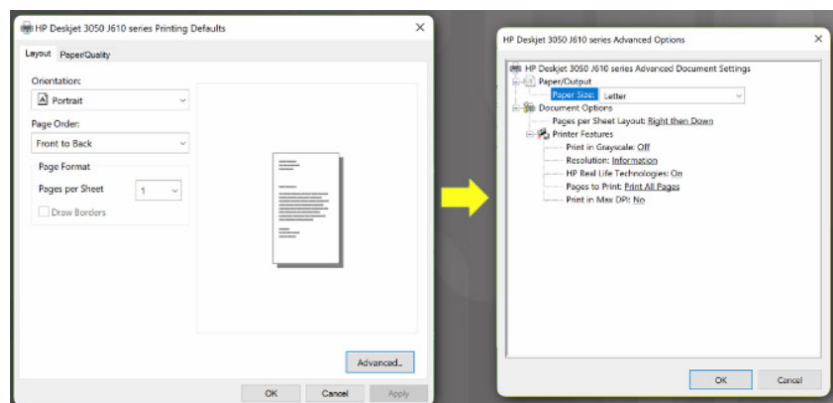 HP Deskjet 3050 J610 series Printing Defaults
Layout Paper/Quality
Orientation:
A Portrait
Page Order:
Front to Back
Page Format
Pages per Sheet 1
Draw Borders
Advanced...
OK Cancel Apply
HP Deskjet 3050 J610 series Advanced Options
HP Deskjet 3050 J610 series Advanced Document Settings
Paper/Output
Paper Size: Letter
Document Options
Pages per Sheet Layout: Right then Down
Printer Features
Print in Grayscale: Off
Resolution: Information
HP Real Life Technologies: On
Pages to Print: Print All Pages
Print in Max DPI: No
OK Cancel